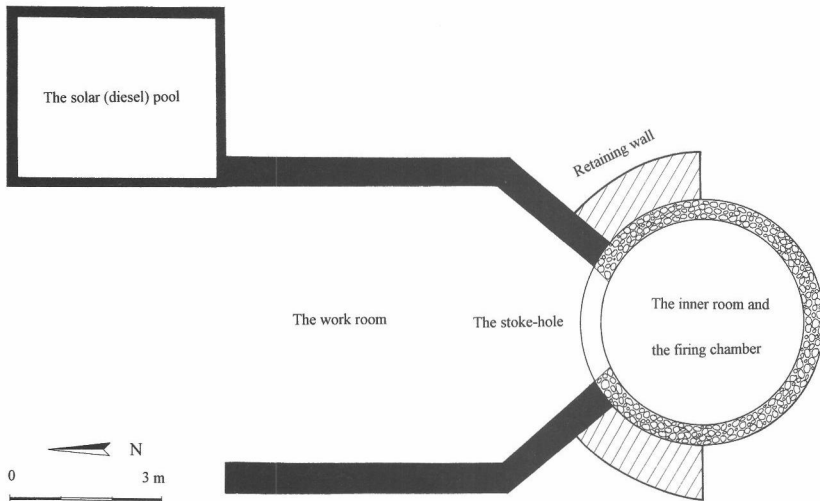 The solar (diesel) pool
Retaining wall
The work room
The stoke-hole
The inner room and
the firing chamber
N
0 3 m